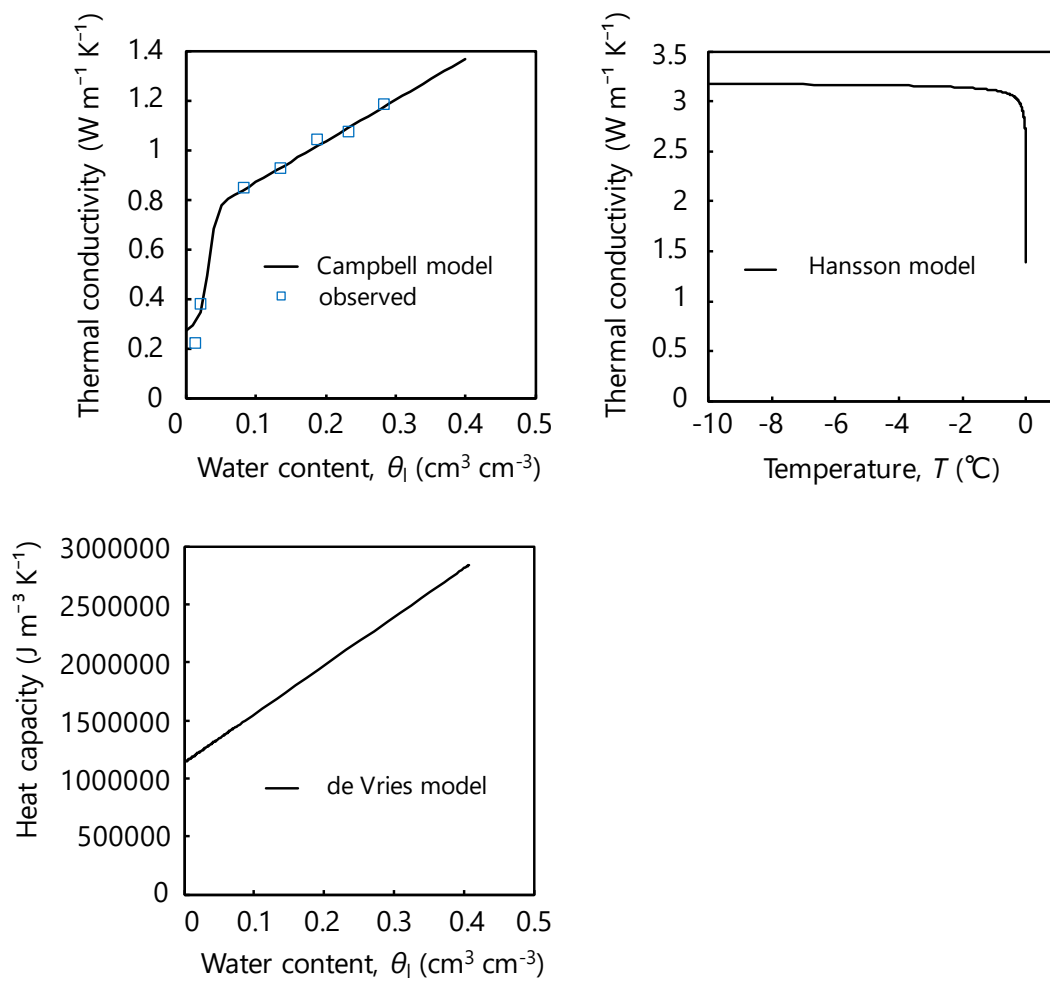 Thermal conductivity (W m⁻¹ K⁻¹)
1.4
1.2
1
0.8
0.6
0.4
0.2
0
Campbell model
observed
0 0.1 0.2 0.3 0.4 0.5
Water content, θl (cm³ cm⁻³)
Thermal conductivity (W m⁻¹ K⁻¹)
3.5
3
2.5
2
1.5
1
0.5
0
Hansson model
-10 -8 -6 -4 -2 0
Temperature, T (℃)
Heat capacity (J m⁻³ K⁻¹)
3000000
2500000
2000000
1500000
1000000
500000
0
de Vries model
0 0.1 0.2 0.3 0.4 0.5
Water content, θl (cm³ cm⁻³)